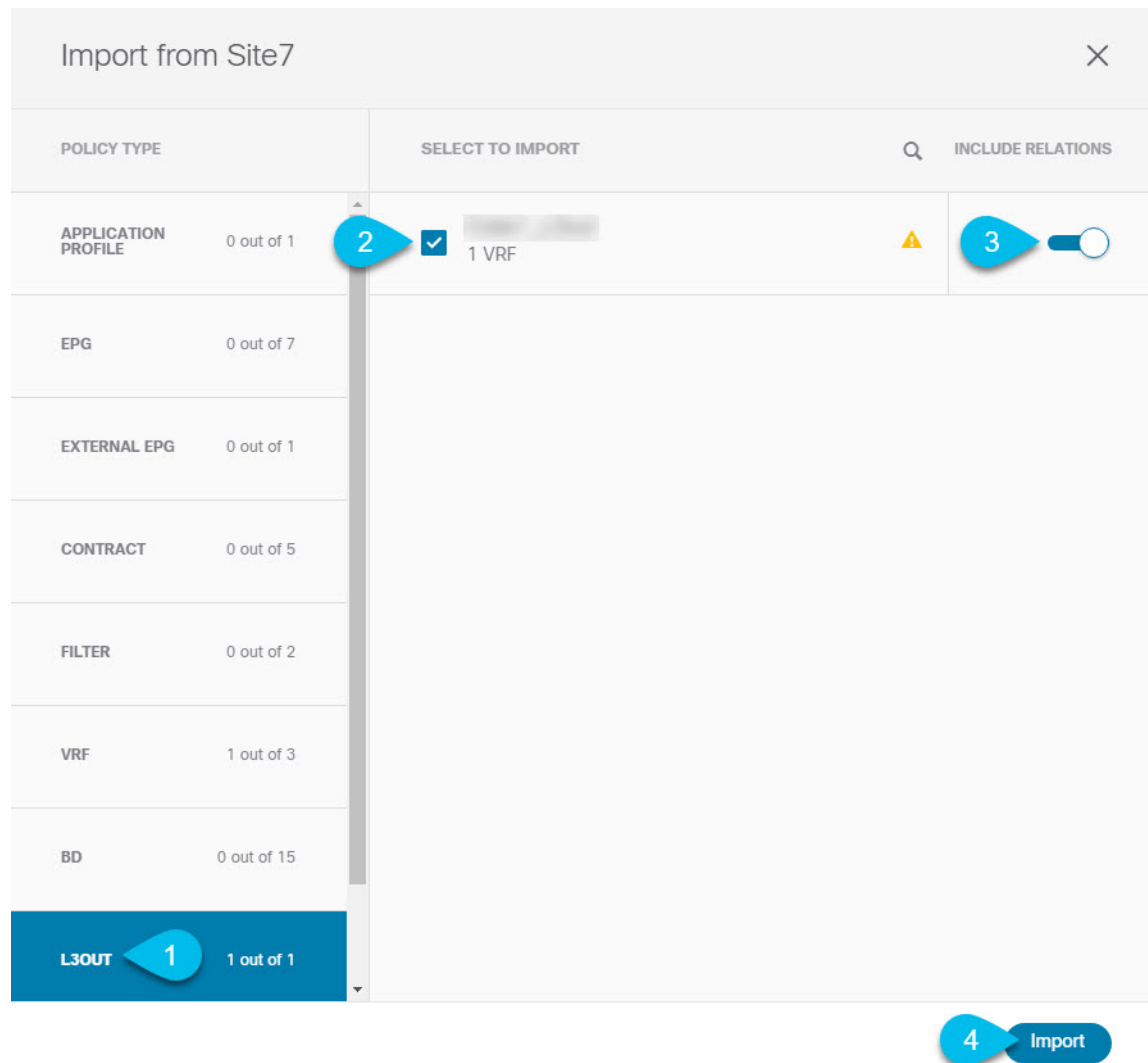 Import from Site7
POLICY TYPE
SELECT TO IMPORT
INCLUDE RELATIONS
APPLICATION
PROFILE
0 out of 1
2
1 VRF
3
EPG
0 out of 7
EXTERNAL EPG
0 out of 1
CONTRACT
0 out of 5
FILTER
0 out of 2
VRF
1 out of 3
BD
0 out of 15
L3OUT
1
1 out of 1
4
Import